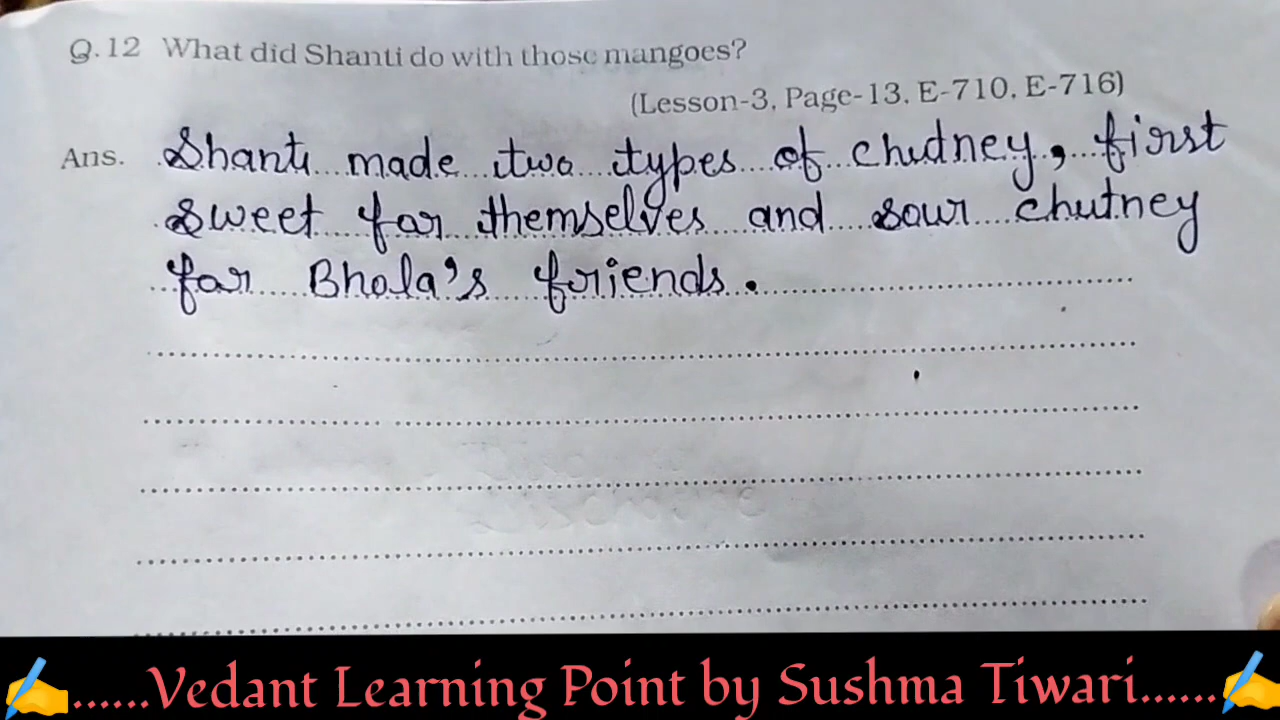 Q.12 What did Shanti do with those mangoes?
(Lesson-3, Page-13, E-710, E-716)
Ans. Shanti made two types of chutney, first
sweet for themselves and sour chutney
for Bhola's friends.
✍️......Vedant Learning Point by Sushma Tiwari......✍️